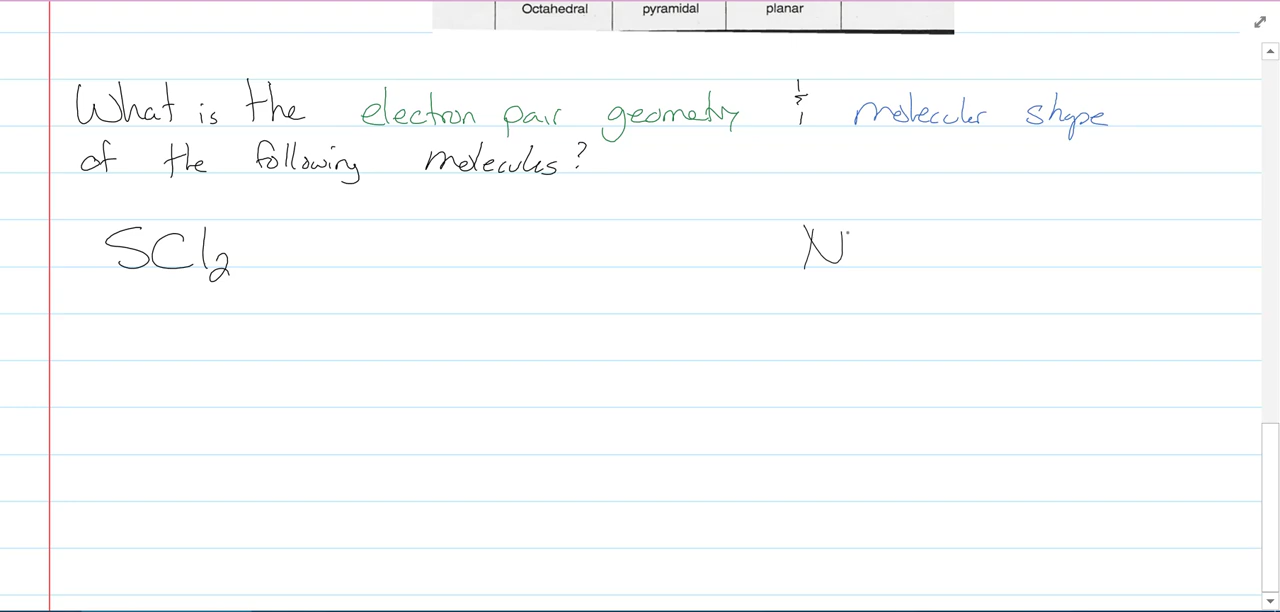 Octahedral pyramidal planar
What is the electron pair geometry & molecular shape
of the following molecules?
SCl₂ N